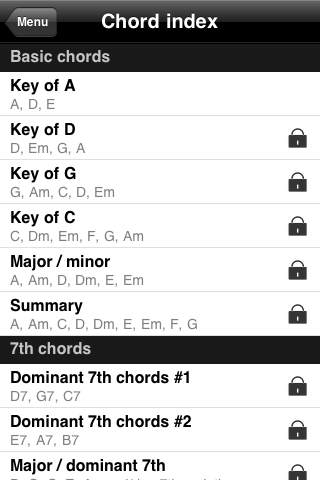 Menu
Chord index
Basic chords
Key of A
A, D, E
Key of D
D, Em, G, A
Key of G
G, Am, C, D, Em
Key of C
C, Dm, Em, F, G, Am
Major / minor
A, Am, D, Dm, E, Em
Summary
A, Am, C, D, Dm, E, Em, F, G
7th chords
Dominant 7th chords #1
D7, G7, C7
Dominant 7th chords #2
E7, A7, B7
Major / dominant 7th